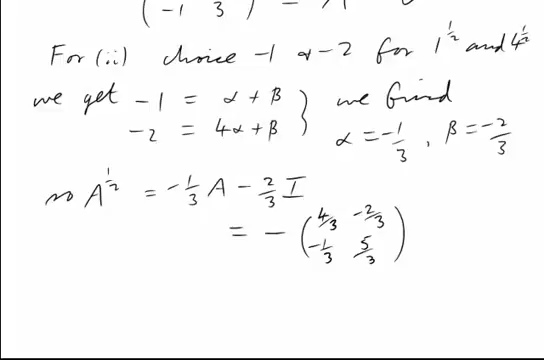 ( -1 3 )
For (ii) choice -1 & -2 for 1^{1/2} and 4^{1/2}
we get -1 = α + β } we find
-2 = 4α + β } α = -1/3, β = -2/3
so A^{1/2} = -1/3 A - 2/3 I
= - ( 4/3 -2/3
-1/3 5/3 )